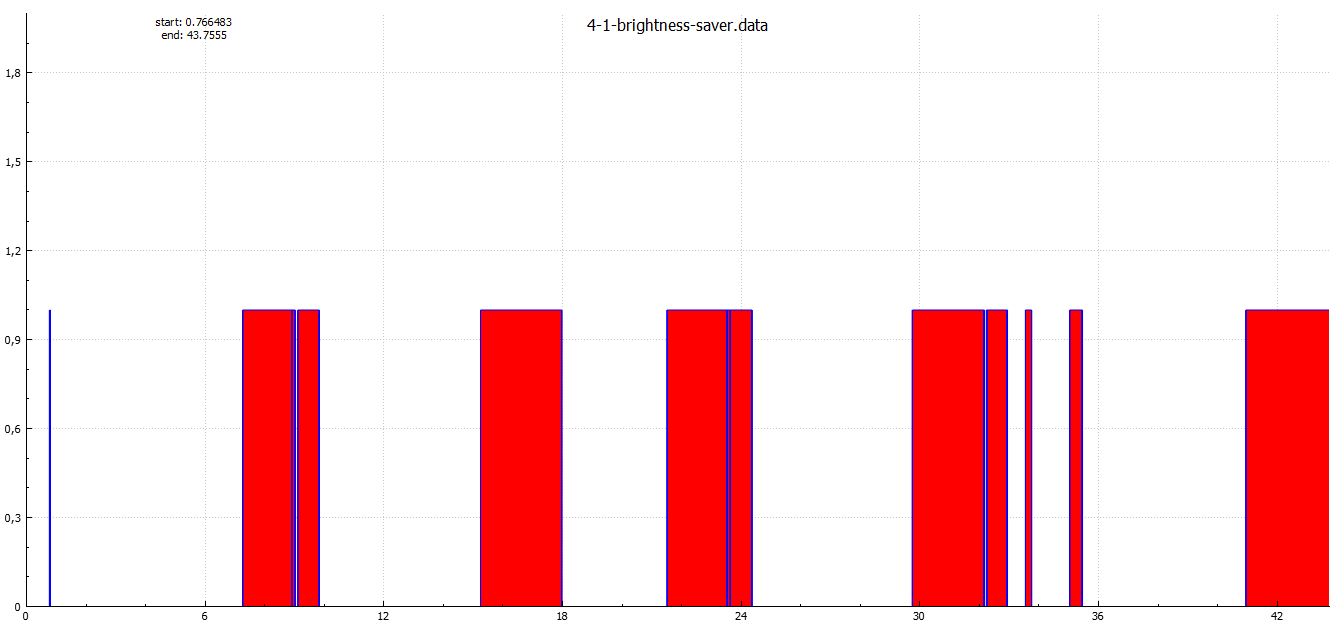 start: 0.766483
end: 43.7555
4-1-brightness-saver.data
1,8
1,5
1,2
0,9
0,6
0,3
0
0 6 12 18 24 30 36 42